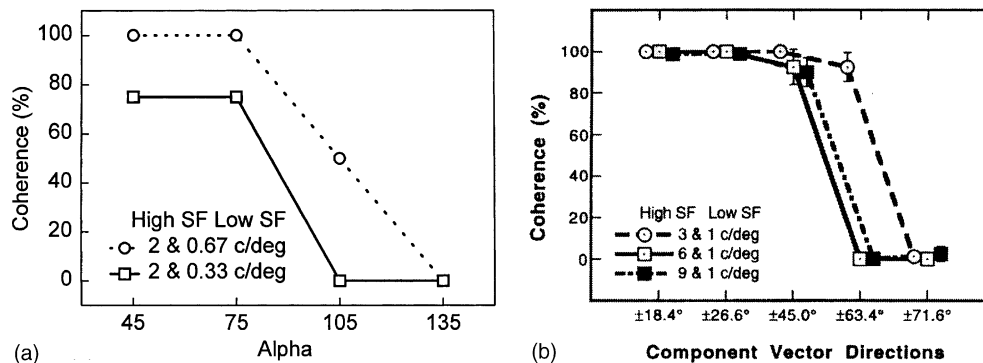 100
80
60
40
20
0
Coherence (%)
High SF Low SF
2 & 0.67 c/deg
2 & 0.33 c/deg
45 75 105 135
Alpha
(a)
100
80
60
40
20
0
Coherence (%)
High SF Low SF
3 & 1 c/deg
6 & 1 c/deg
9 & 1 c/deg
±18.4° ±26.6° ±45.0° ±63.4° ±71.6°
Component Vector Directions
(b)